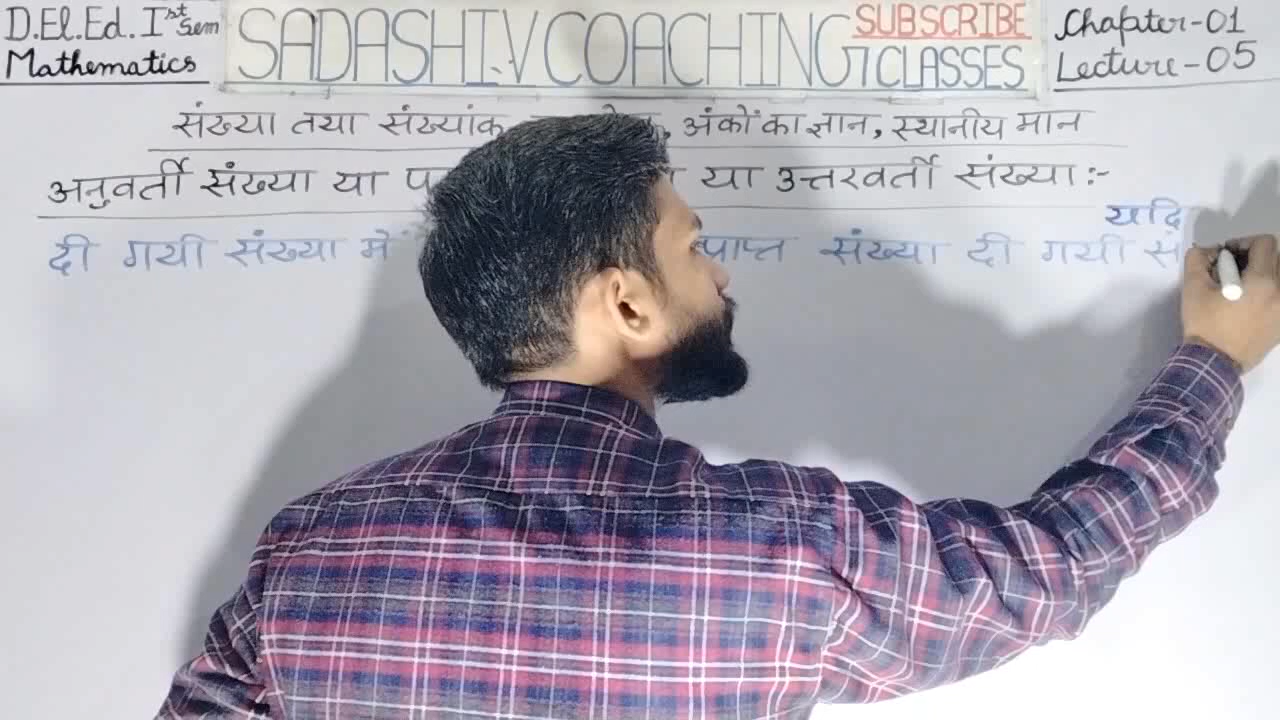 D.El.Ed. Ist Sem
Mathematics
SADASHIV COACHING CLASSES
SUBSCRIBE
Chapter-01
Lecture-05
संख्या तथा संख्यांक , अंकों का ज्ञान, स्थानीय मान
अनुवर्ती संख्या या या उत्तरवर्ती संख्या :-
यदि
दी गयी संख्या में प्राप्त संख्या दी गयी